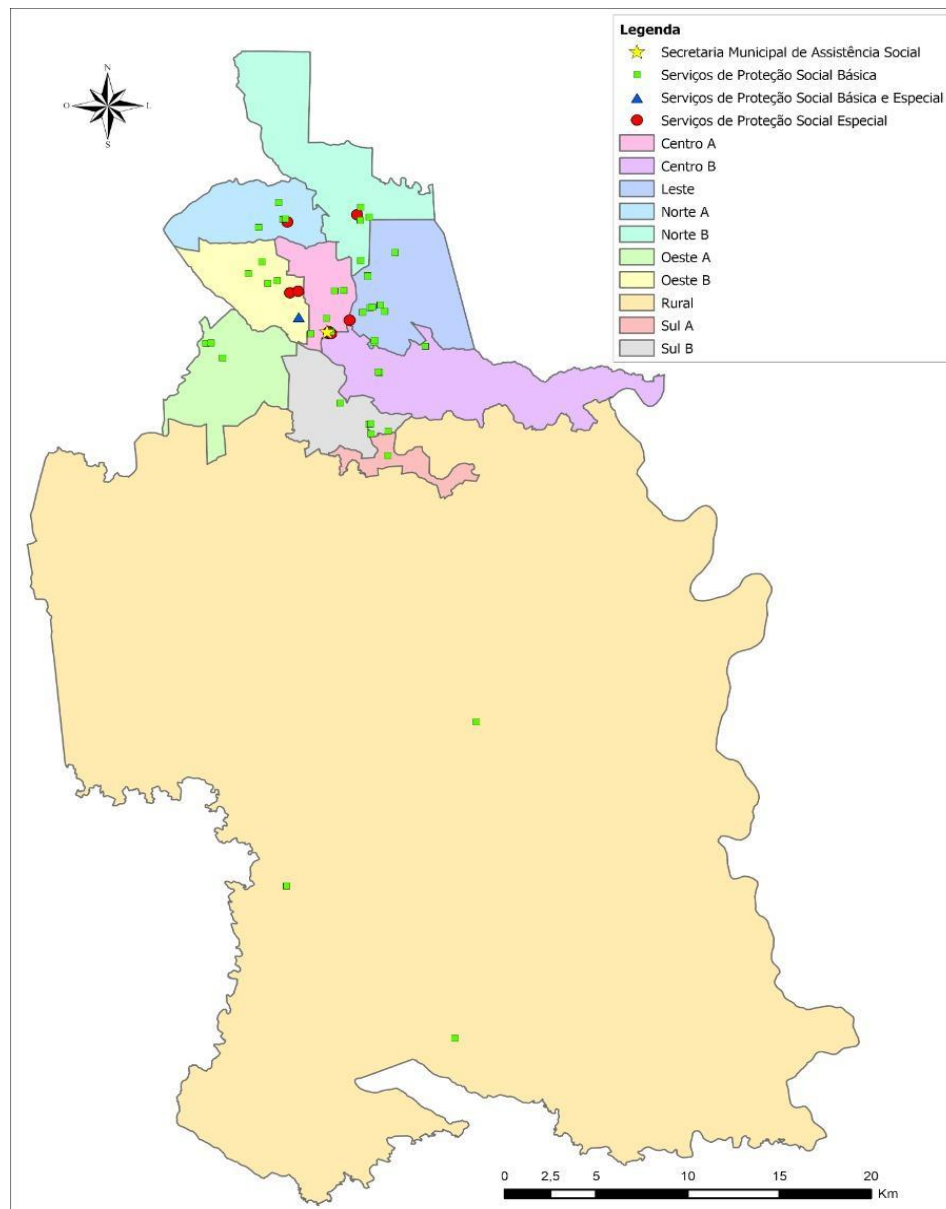 Legenda
Secretaria Municipal de Assistência Social
Serviços de Proteção Social Básica
Serviços de Proteção Social Básica e Especial
Serviços de Proteção Social Especial
Centro A
Centro B
Leste
Norte A
Norte B
Oeste A
Oeste B
Rural
Sul A
Sul B
N
O
L
S
0 2,5 5 10 15 20
Km